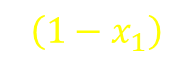 (1 − x₁)